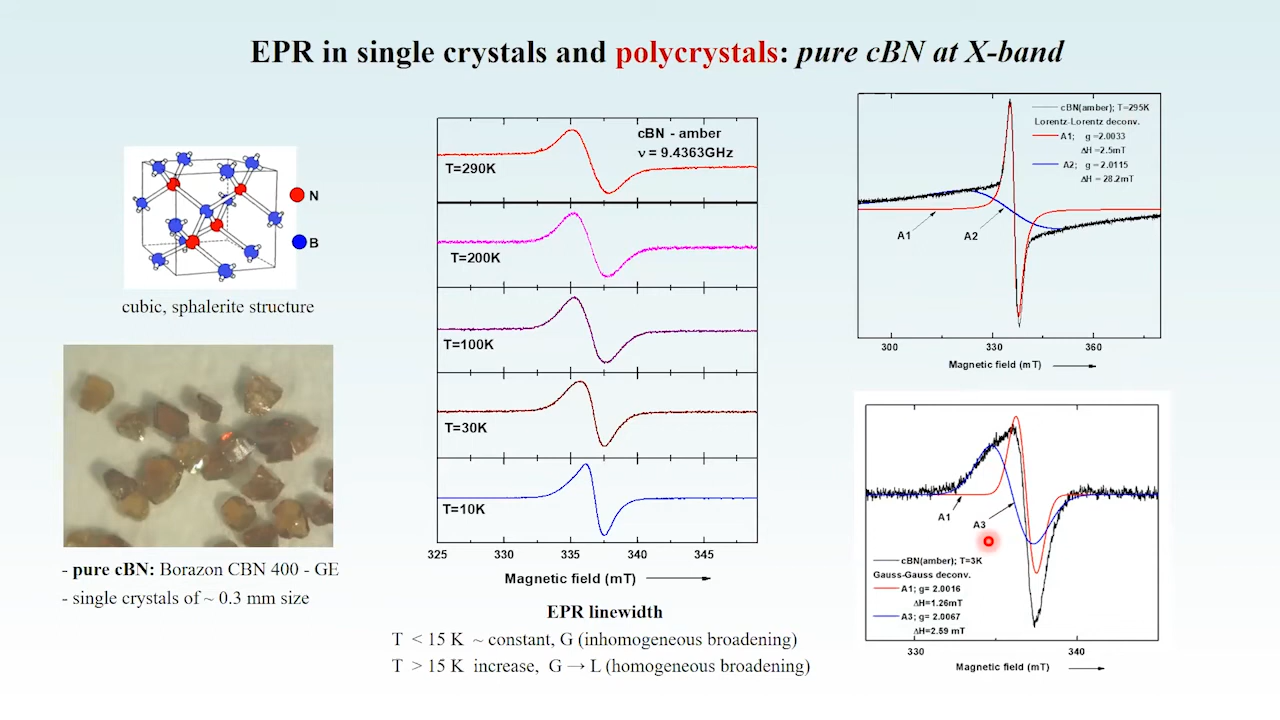 EPR in single crystals and polycrystals: pure cBN at X-band
N
B
cubic, sphalerite structure
- pure cBN: Borazon CBN 400 - GE
- single crystals of ~ 0.3 mm size
cBN - amber
ν = 9.4363GHz
T=290K
T=200K
T=100K
T=30K
T=10K
325 330 335 340 345
Magnetic field (mT)
EPR linewidth
T < 15 K ~ constant, G (inhomogeneous broadening)
T > 15 K increase, G → L (homogeneous broadening)
cBN(amber); T=295K
Lorentz-Lorentz deconv.
A1; g =2.0033
ΔH =2.5mT
A2; g = 2.0115
ΔH = 28.2mT
A1 A2
300 330 360
Magnetic field (mT)
A1
A3
cBN(amber); T=3K
Gauss-Gauss deconv.
A1; g= 2.0016
ΔH=1.26mT
A3; g= 2.0067
ΔH=2.59 mT
330 340
Magnetic field (mT)